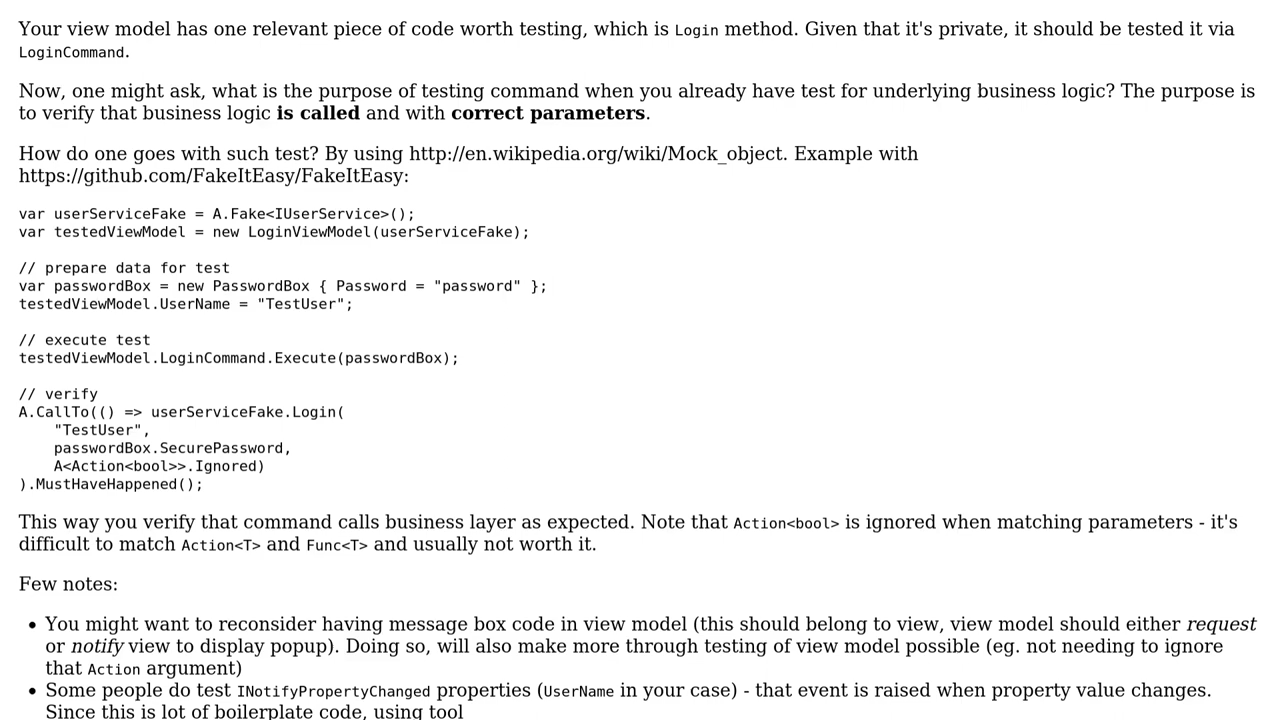 Your view model has one relevant piece of code worth testing, which is Login method. Given that it's private, it should be tested it via
LoginCommand.
Now, one might ask, what is the purpose of testing command when you already have test for underlying business logic? The purpose is
to verify that business logic is called and with correct parameters.
How do one goes with such test? By using http://en.wikipedia.org/wiki/Mock_object. Example with
https://github.com/FakeItEasy/FakeItEasy:
var userServiceFake = A.Fake<IUserService>();
var testedViewModel = new LoginViewModel(userServiceFake);
// prepare data for test
var passwordBox = new PasswordBox { Password = "password" };
testedViewModel.UserName = "TestUser";
// execute test
testedViewModel.LoginCommand.Execute(passwordBox);
// verify
A.CallTo(() => userServiceFake.Login(
    "TestUser",
    passwordBox.SecurePassword,
    A<Action<bool>>.Ignored)
).MustHaveHappened();
This way you verify that command calls business layer as expected. Note that Action<bool> is ignored when matching parameters - it's
difficult to match Action<T> and Func<T> and usually not worth it.
Few notes:
• You might want to reconsider having message box code in view model (this should belong to view, view model should either request
or notify view to display popup). Doing so, will also make more through testing of view model possible (eg. not needing to ignore
that Action argument)
• Some people do test INotifyPropertyChanged properties (UserName in your case) - that event is raised when property value changes.
Since this is lot of boilerplate code, using tool